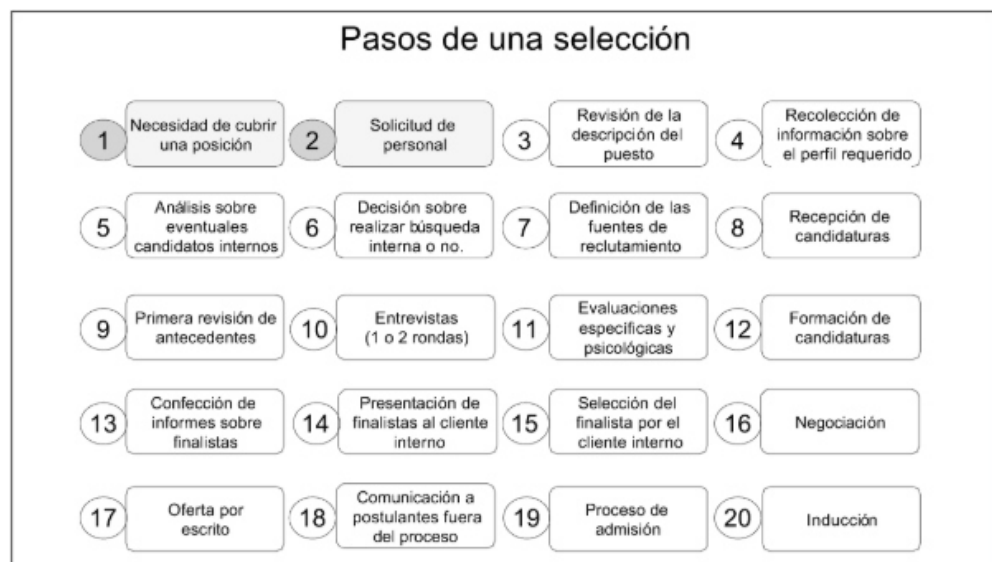 Pasos de una selección
1
Necesidad de cubrir
una posición
2
Solicitud de
personal
3
Revisión de la
descripción del
puesto
4
Recolección de
información sobre
el perfil requerido
5
Análisis sobre
eventuales
candidatos internos
6
Decisión sobre
realizar búsqueda
interna o no.
7
Definición de las
fuentes de
reclutamiento
8
Recepción de
candidaturas
9
Primera revisión de
antecedentes
10
Entrevistas
(1 o 2 rondas)
11
Evaluaciones
específicas y
psicológicas
12
Formación de
candidaturas
13
Confección de
informes sobre
finalistas
14
Presentación de
finalistas al cliente
interno
15
Selección del
finalista por el
cliente interno
16
Negociación
17
Oferta por
escrito
18
Comunicación a
postulantes fuera
del proceso
19
Proceso de
admisión
20
Inducción